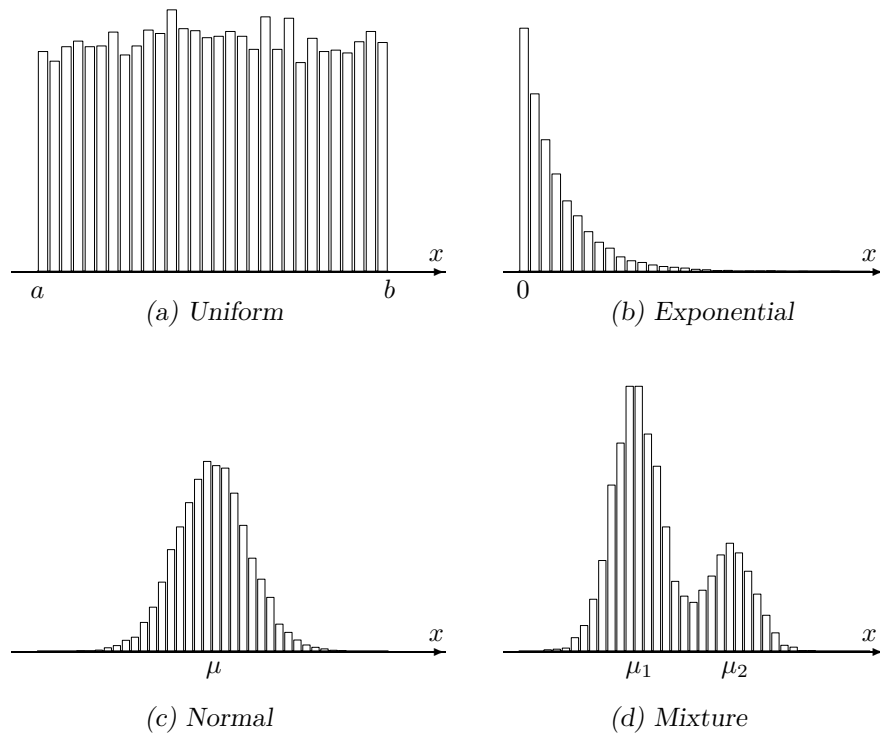 x
a
b
(a) Uniform
x
0
(b) Exponential
x
μ
(c) Normal
x
μ₁
μ₂
(d) Mixture